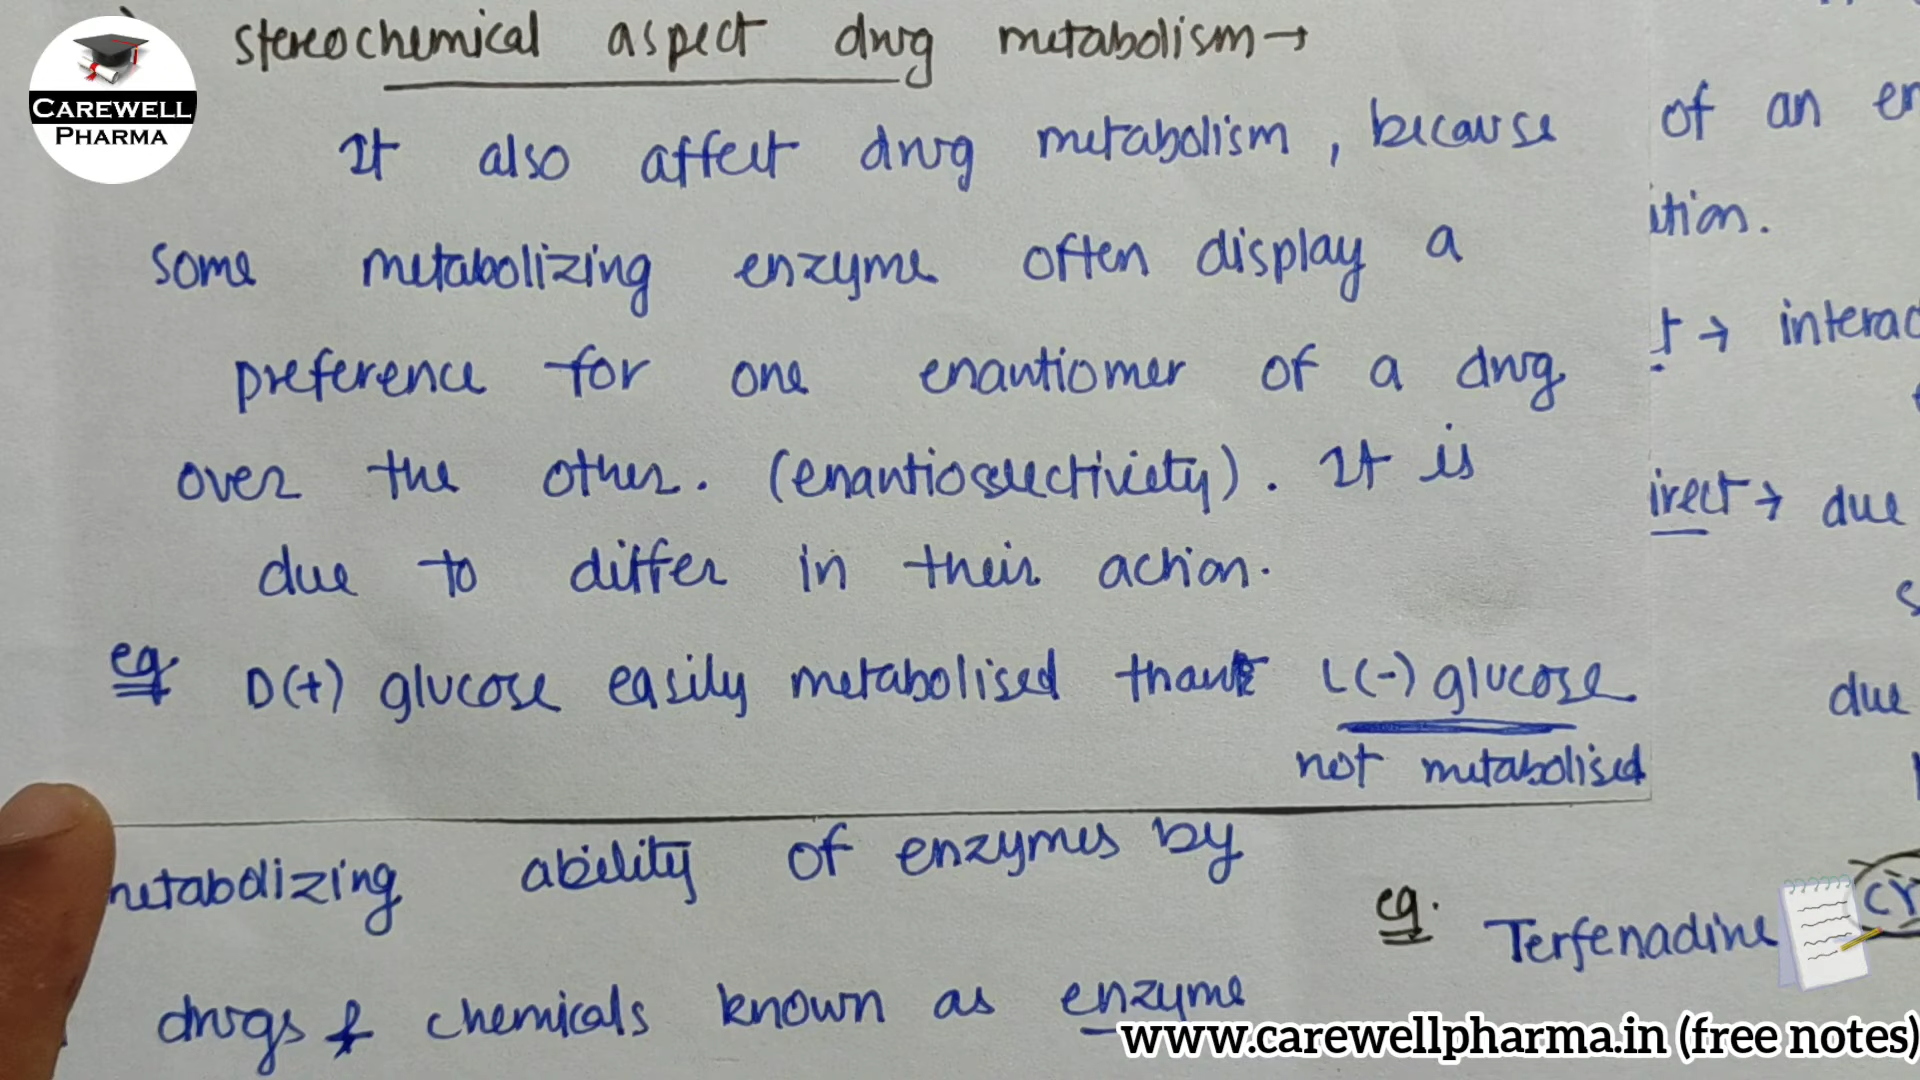 stereochemical aspect drug metabolism →
CAREWELL
PHARMA
It also affect drug metabolism, because
some metabolizing enzyme often display a
preference for one enantiomer of a drug
over the other. (enantioselectiviety). It is
due to differ in their action.
eg D(+) glucose easily metabolised than L(-) glucose
not metabolised
metabolizing ability of enzymes by
drugs & chemicals known as enzyme
of an en
ition.
t → interac
irect → due
s
due
eg. Terfenadine
CY
www.carewellpharma.in (free notes)